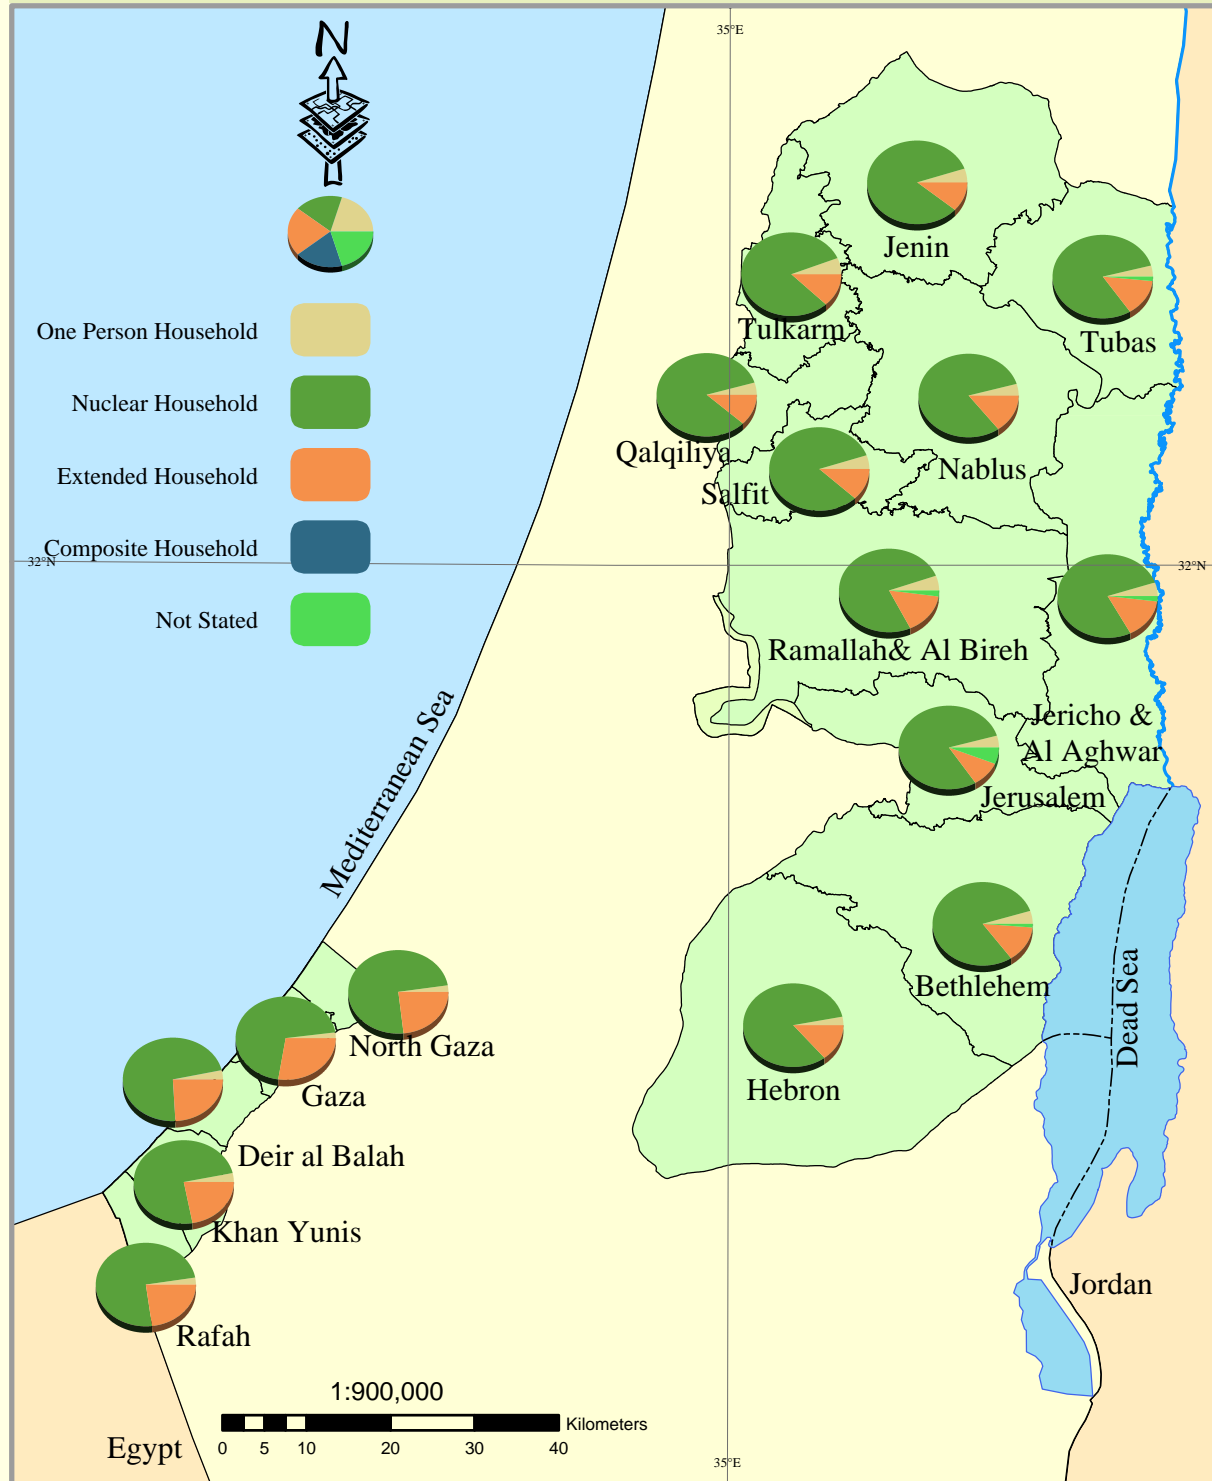 35°E
N
One Person Household
Nuclear Household
Extended Household
Composite Household
Not Stated
Jenin
Tulkarm
Tubas
Qalqiliya
Nablus
Salfit
32°N
32°N
Ramallah& Al Bireh
Jericho &
Al Aghwar
Jerusalem
Mediterranean Sea
Bethlehem
Dead Sea
North Gaza
Gaza
Hebron
Deir al Balah
Khan Yunis
Jordan
Rafah
1:900,000
Kilometers
0 5 10 20 30 40
Egypt
35°E